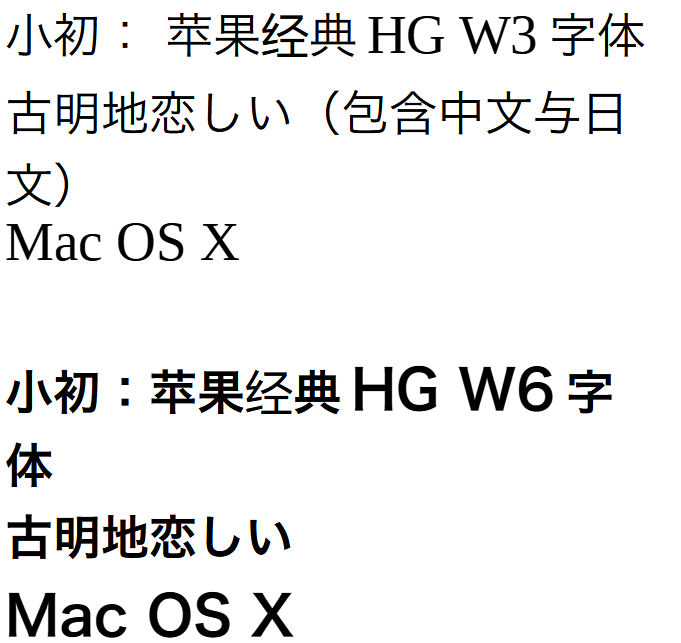 小初： 苹果经典 HG W3 字体
古明地恋しい（包含中文与日
文）
Mac OS X
小初：苹果经典 HG W6 字
体
古明地恋しい
Mac OS X